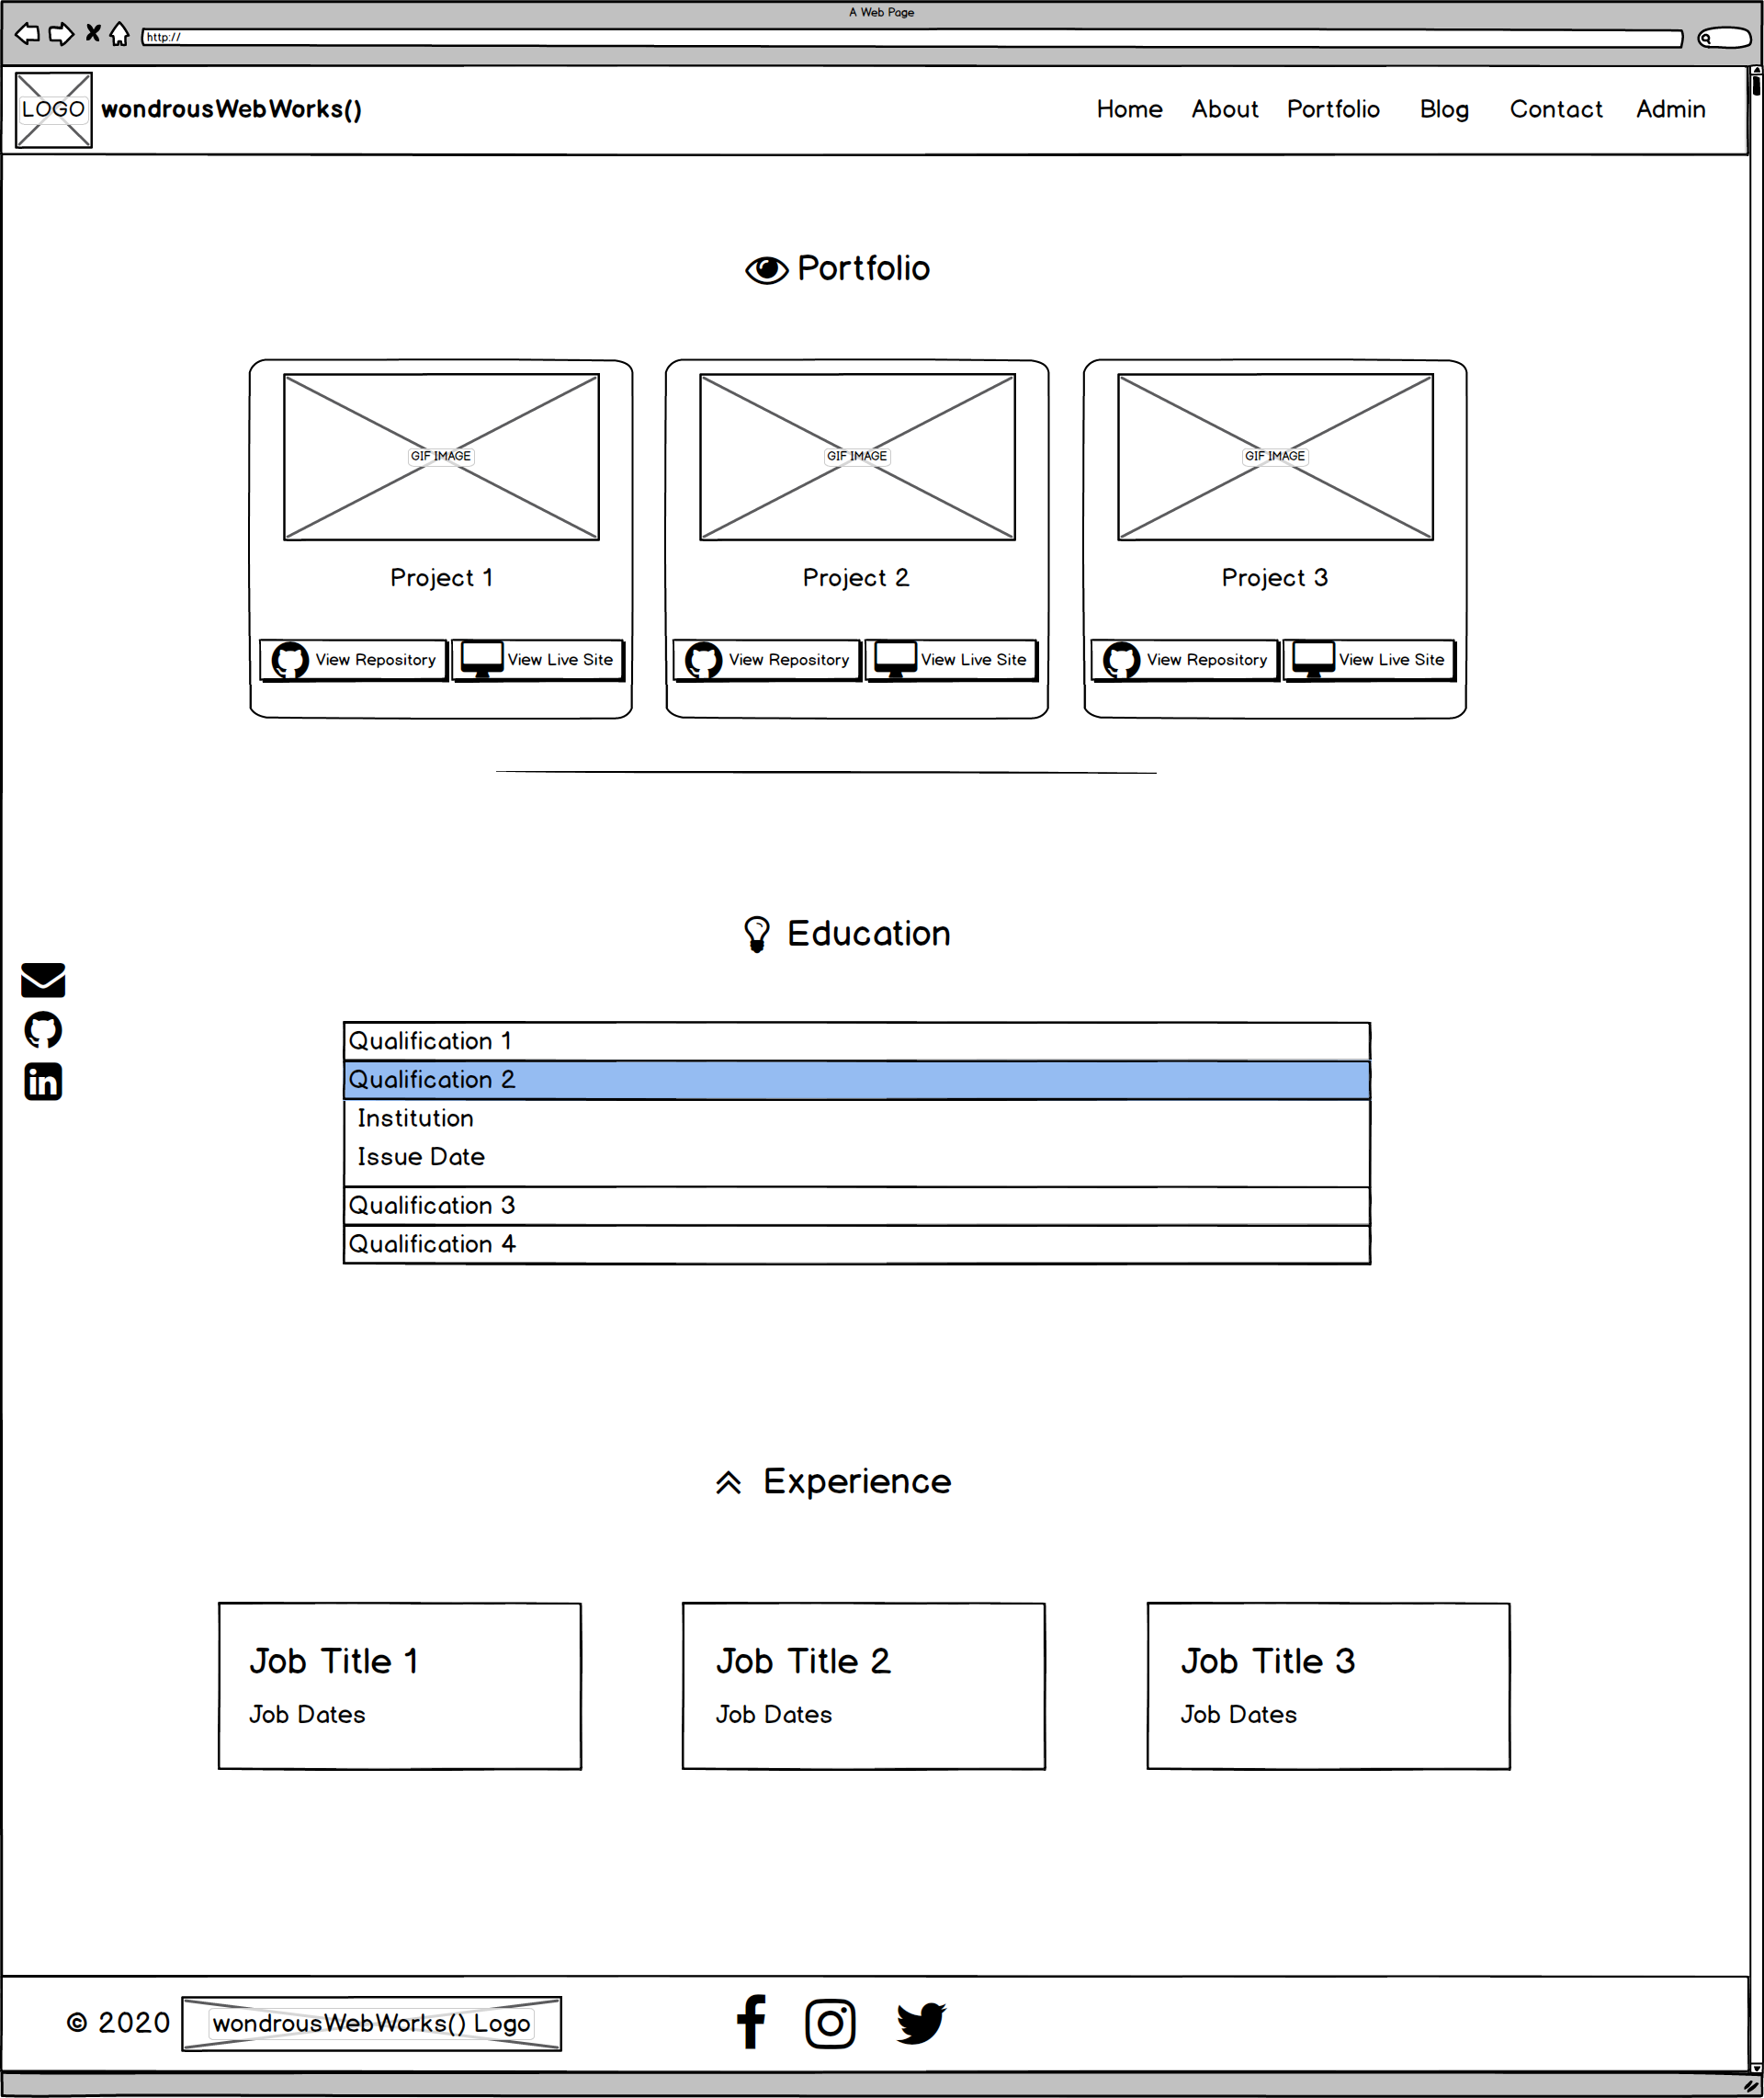 A Web Page
http://
LOGO wondrousWebWorks() Home About Portfolio Blog Contact Admin
Portfolio
GIF IMAGE GIF IMAGE GIF IMAGE
Project 1 Project 2 Project 3
View Repository View Live Site View Repository View Live Site View Repository View Live Site
Education
Qualification 1
Qualification 2
Institution
Issue Date
Qualification 3
Qualification 4
Experience
Job Title 1 Job Title 2 Job Title 3
Job Dates Job Dates Job Dates
© 2020 wondrousWebWorks() Logo